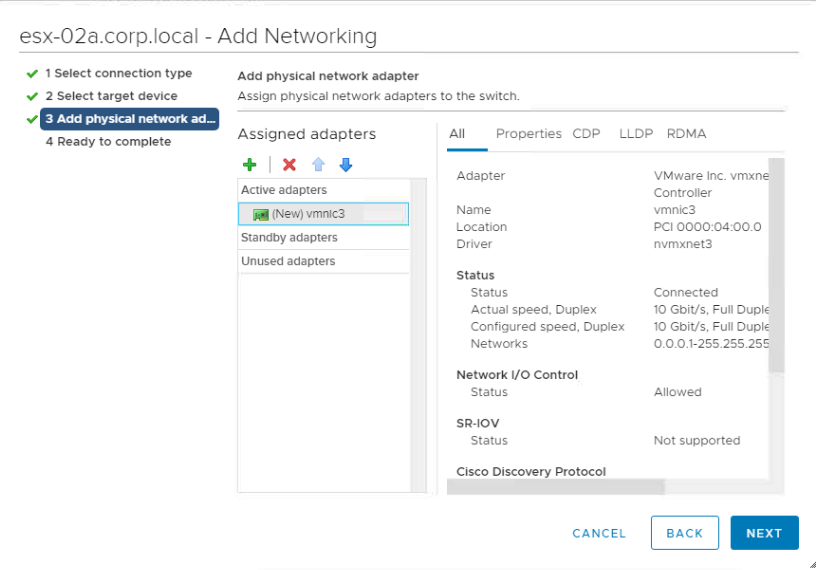 esx-02a.corp.local - Add Networking
1 Select connection type
2 Select target device
3 Add physical network ad...
4 Ready to complete
Add physical network adapter
Assign physical network adapters to the switch.
Assigned adapters
Active adapters
(New) vmnic3
Standby adapters
Unused adapters
All Properties CDP LLDP RDMA
Adapter VMware Inc. vmxne
Controller
Name vmnic3
Location PCI 0000:04:00.0
Driver nvmxnet3
Status
Status Connected
Actual speed, Duplex 10 Gbit/s, Full Duple
Configured speed, Duplex 10 Gbit/s, Full Duple
Networks 0.0.0.1-255.255.255
Network I/O Control
Status Allowed
SR-IOV
Status Not supported
Cisco Discovery Protocol
CANCEL BACK NEXT